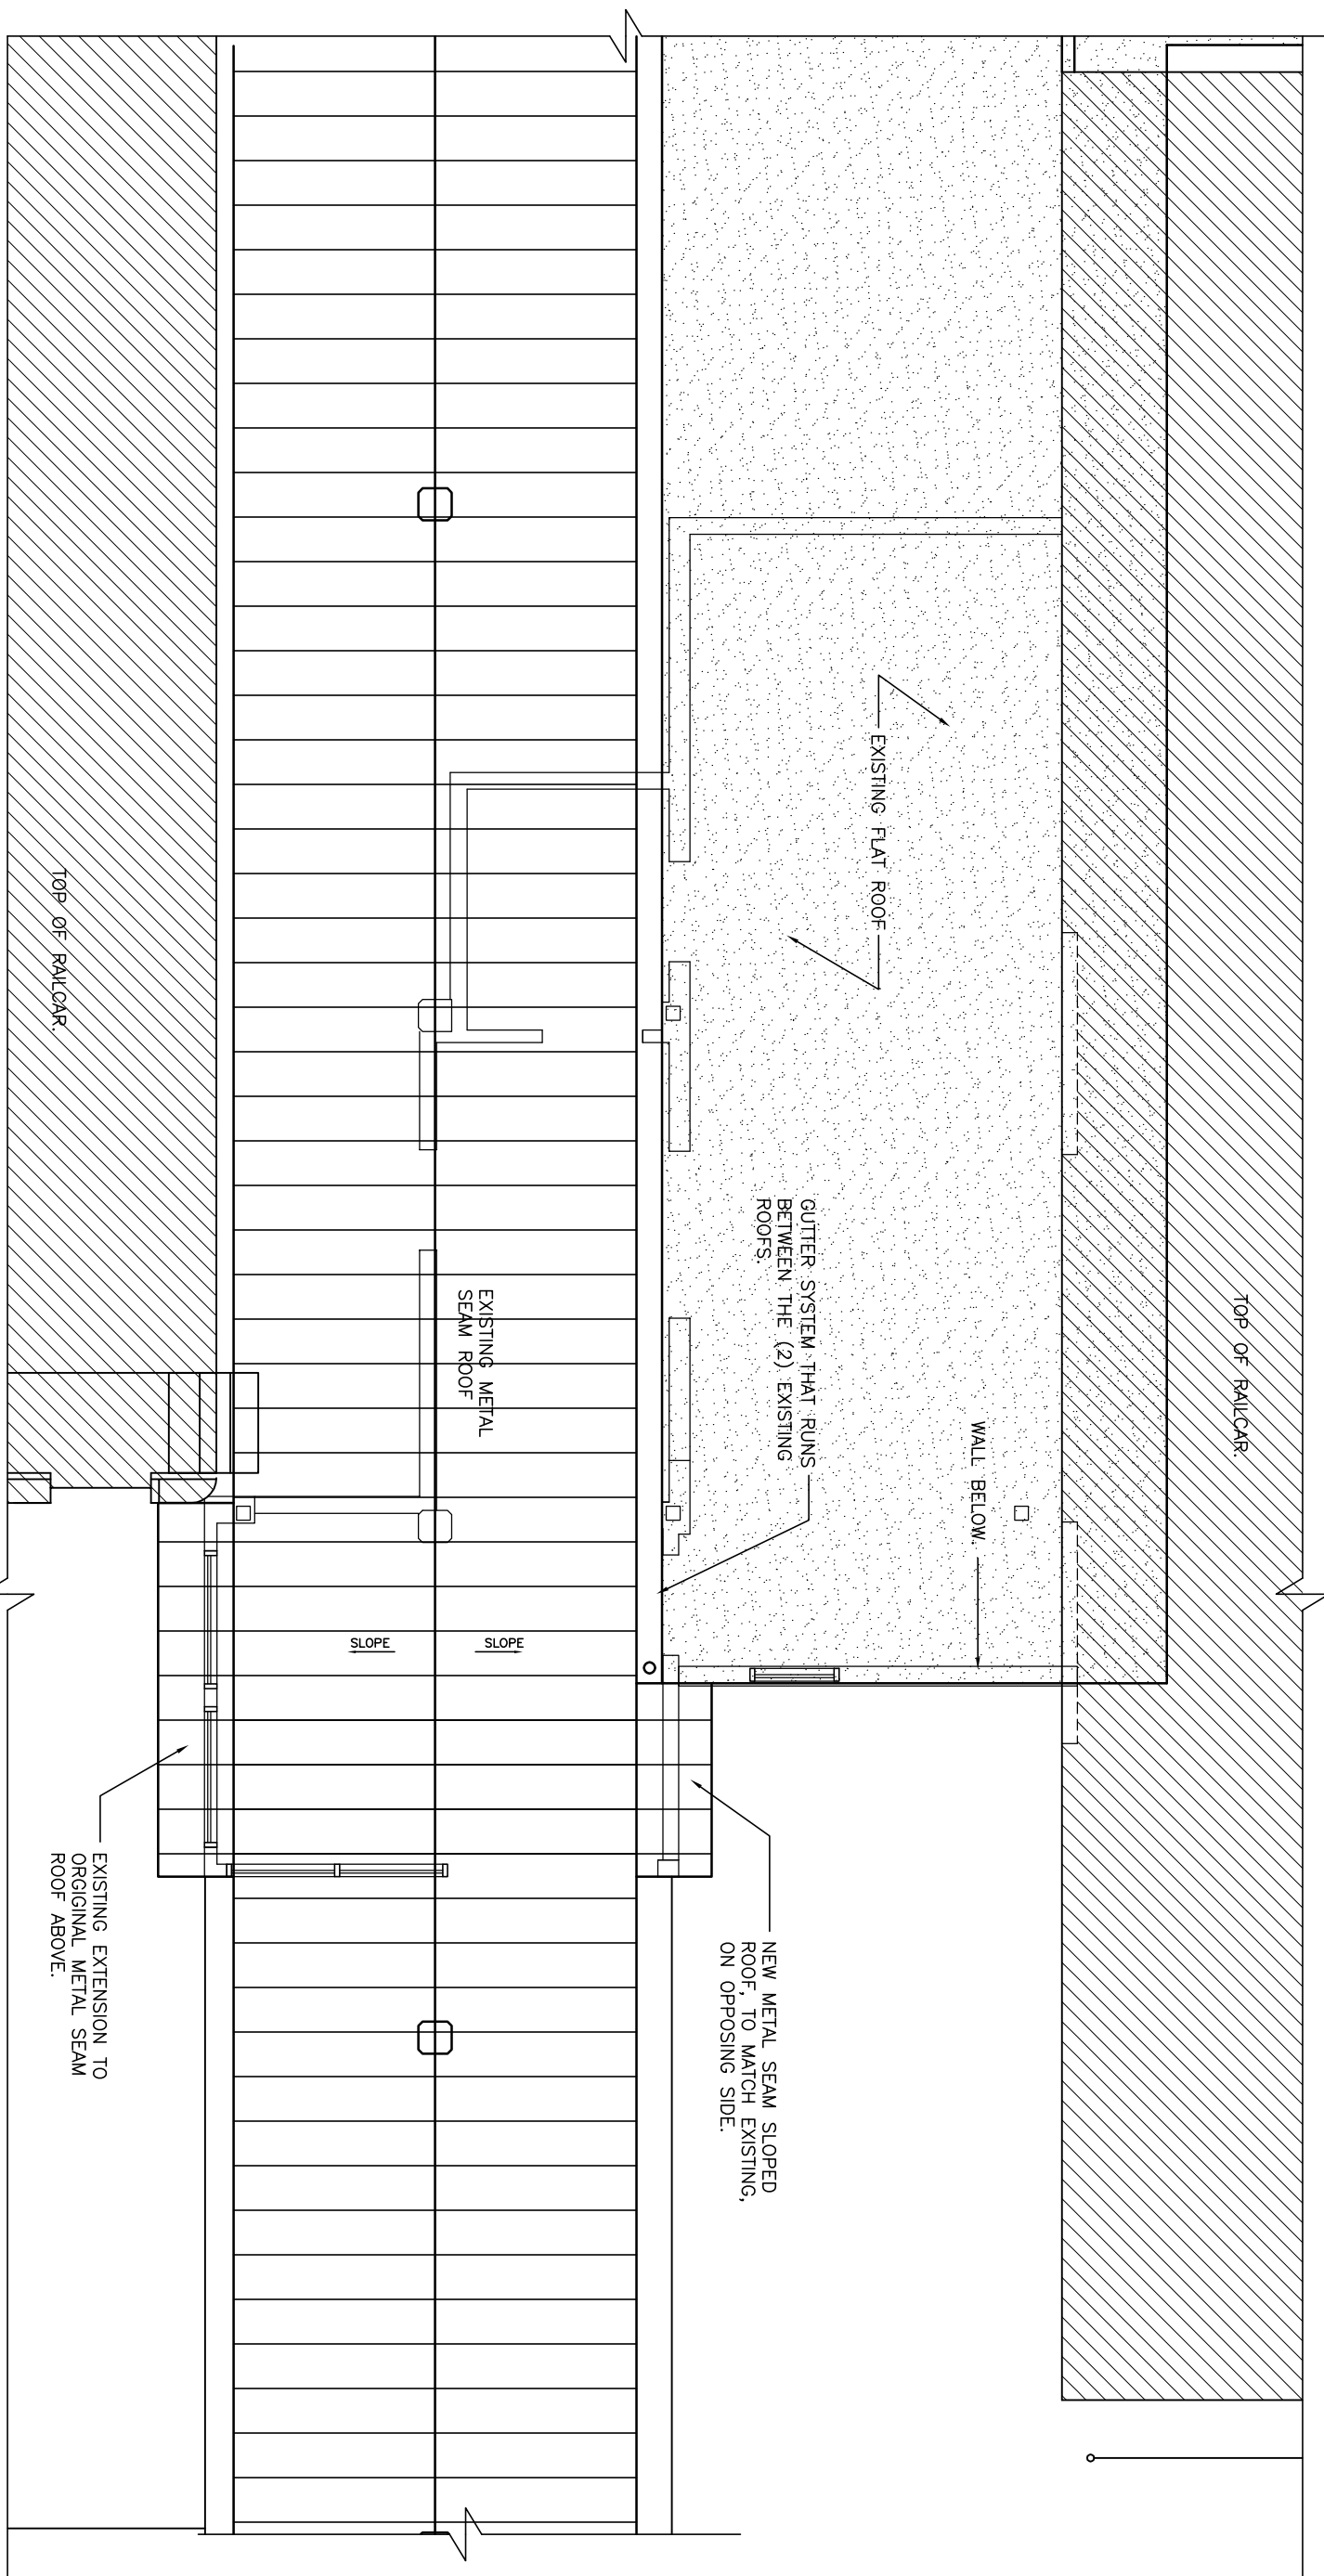 TOP OF RAILCAR.
EXISTING FLAT ROOF
WALL BELOW.
GUTTER SYSTEM THAT RUNS
BETWEEN THE (2) EXISTING
ROOFS.
NEW METAL SEAM SLOPED
ROOF, TO MATCH EXISTING,
ON OPPOSING SIDE.
EXISTING METAL
SEAM ROOF
SLOPE
SLOPE
EXISTING EXTENSION TO
ORGIGINAL METAL SEAM
ROOF ABOVE.
TOP OF RAILCAR.